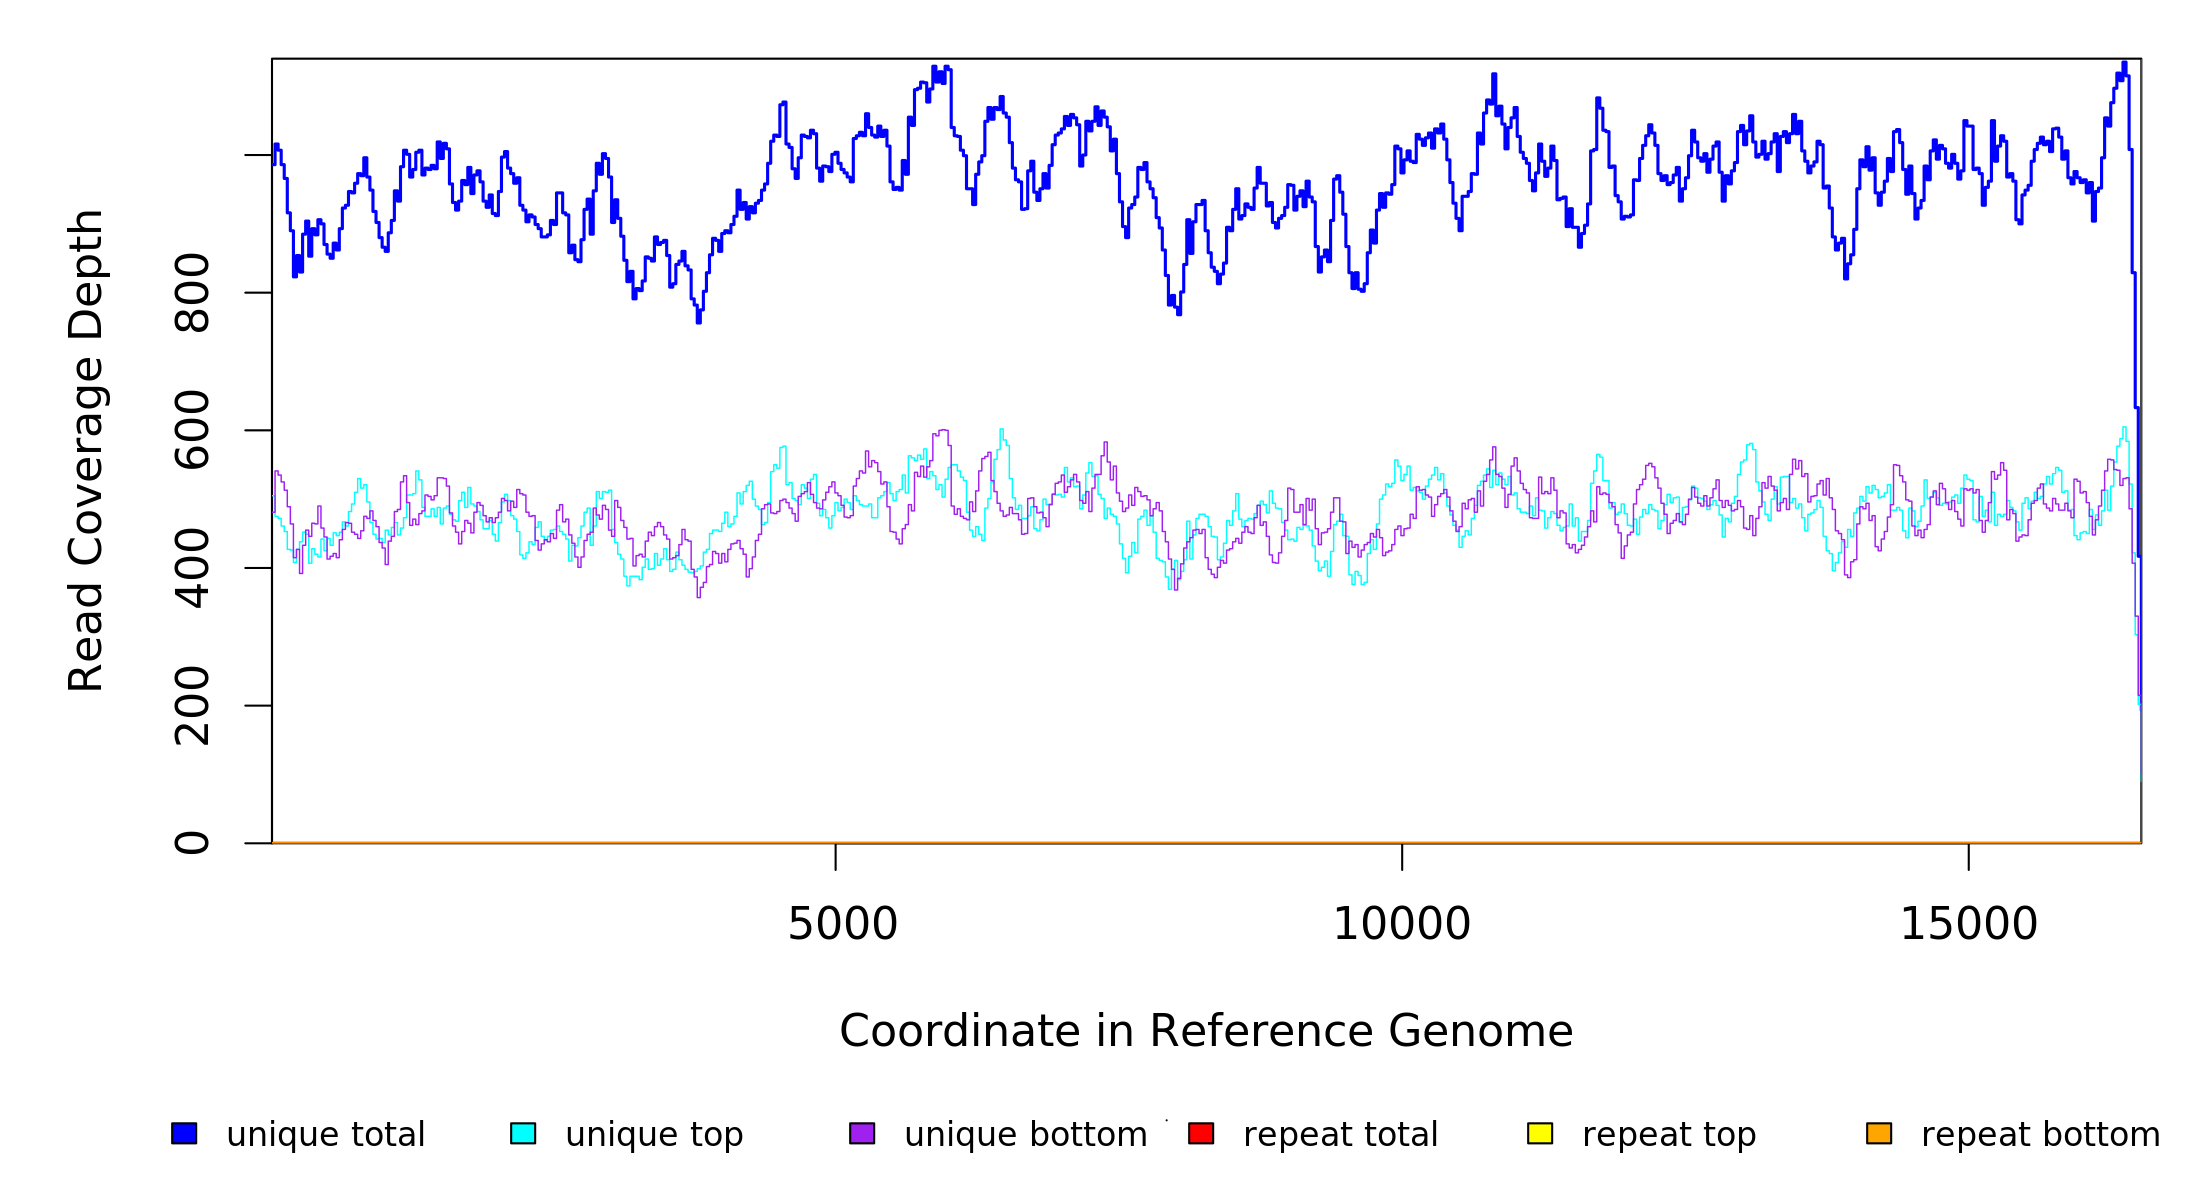 Read Coverage Depth
800
600
400
200
0
5000 10000 15000
Coordinate in Reference Genome
unique total unique top unique bottom repeat total repeat top repeat bottom